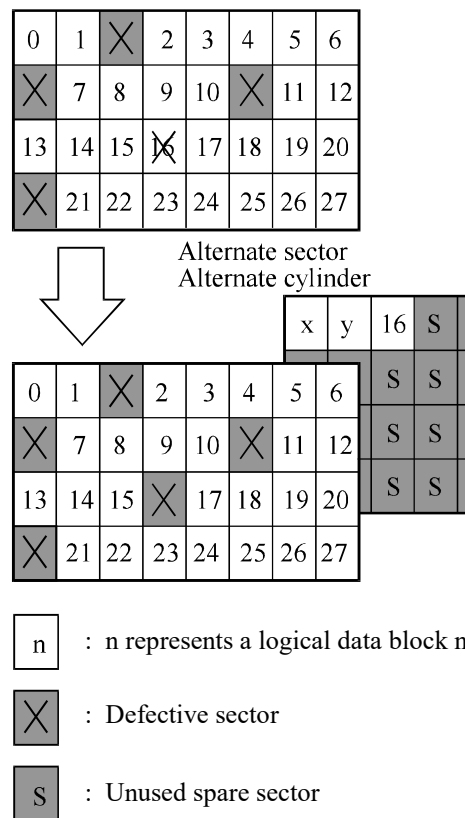 0 1 X 2 3 4 5 6
X 7 8 9 10 X 11 12
13 14 15 16 17 18 19 20
X 21 22 23 24 25 26 27
Alternate sector
Alternate cylinder
x y 16 S
S S
S S
S S
0 1 X 2 3 4 5 6
X 7 8 9 10 X 11 12
13 14 15 X 17 18 19 20
X 21 22 23 24 25 26 27
n : n represents a logical data block n
X : Defective sector
S : Unused spare sector